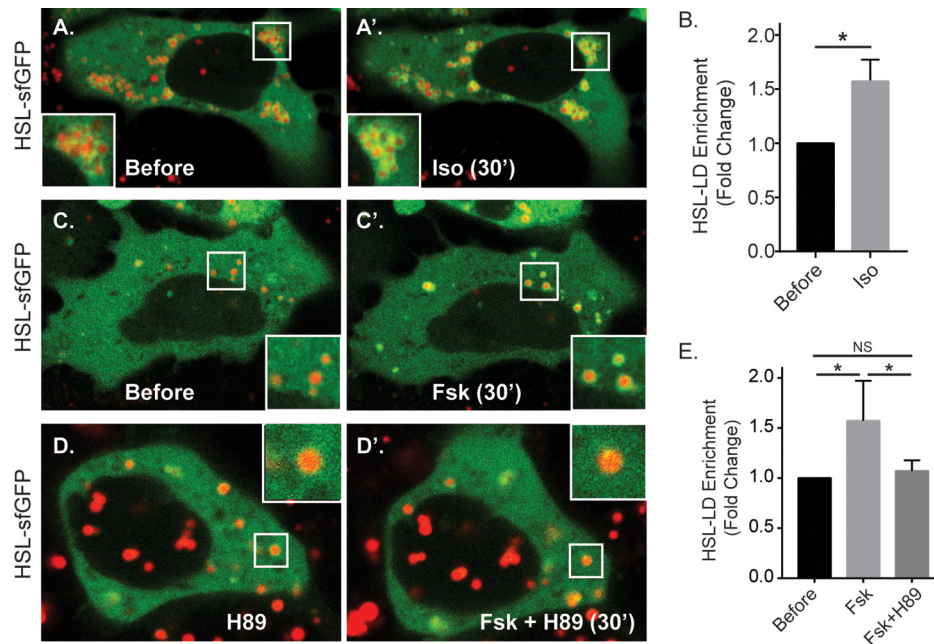 A.
HSL-sfGFP
Before
A'.
Iso (30')
B.
HSL-LD Enrichment
(Fold Change)
2.0
1.5
1.0
0.5
0.0
*
Before
Iso
C.
HSL-sfGFP
Before
C'.
Fsk (30')
D.
HSL-sfGFP
H89
D'.
Fsk + H89 (30')
E.
HSL-LD Enrichment
(Fold Change)
2.0
1.5
1.0
0.5
0.0
NS
* *
Before
Fsk
Fsk+H89